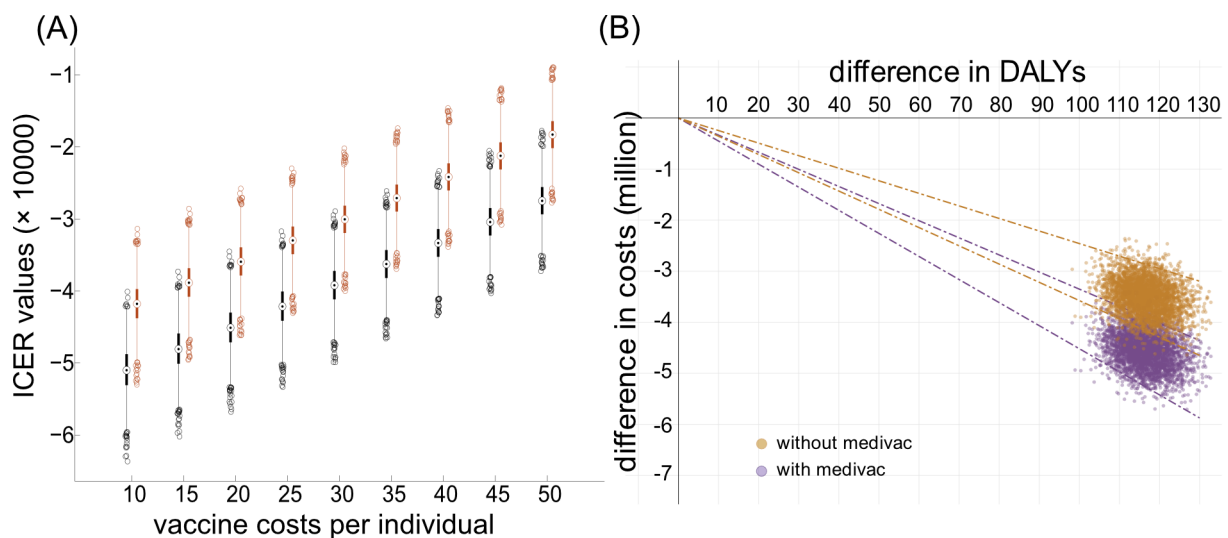 (A)
ICER values (× 10000)
−1
−2
−3
−4
−5
−6
10 15 20 25 30 35 40 45 50
vaccine costs per individual
(B)
difference in DALYs
10 20 30 40 50 60 70 80 90 100 110 120 130
difference in costs (million)
-1
-2
-3
-4
-5
-6
-7
without medivac
with medivac